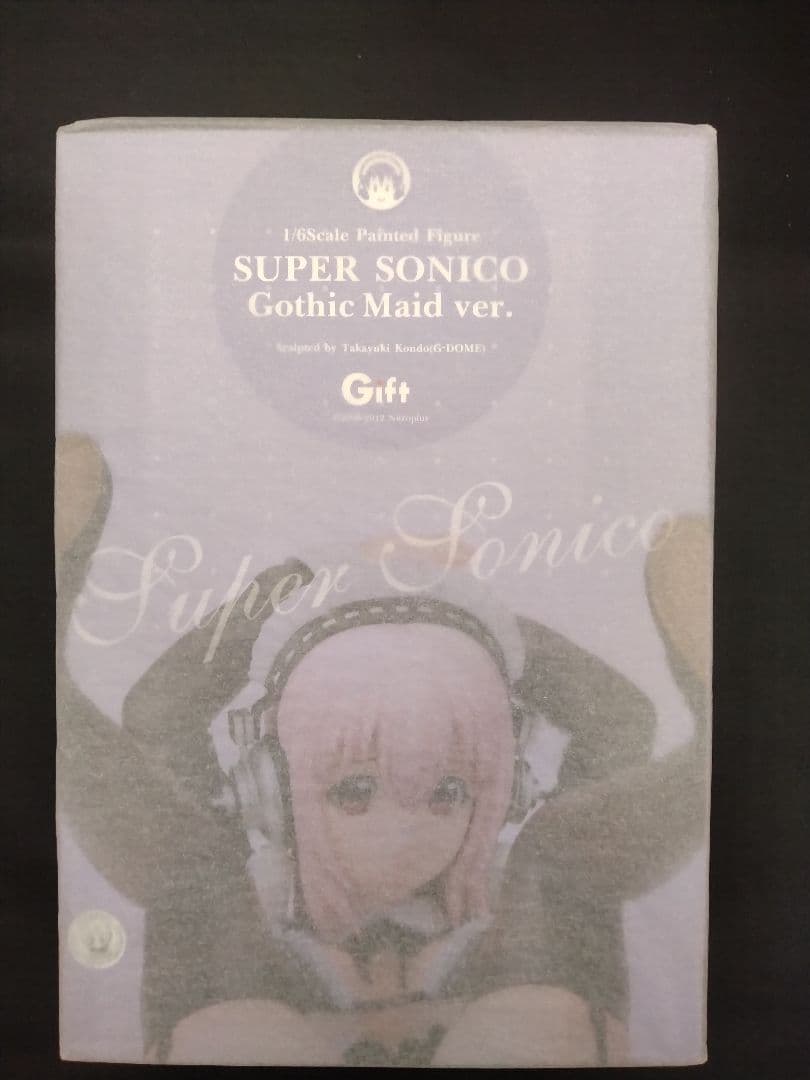 1/6Scale Painted Figure
SUPER SONICO
Gothic Maid ver.
Sculpted by Takayuki Kondo(G-DOME)
Gift
Super Sonico